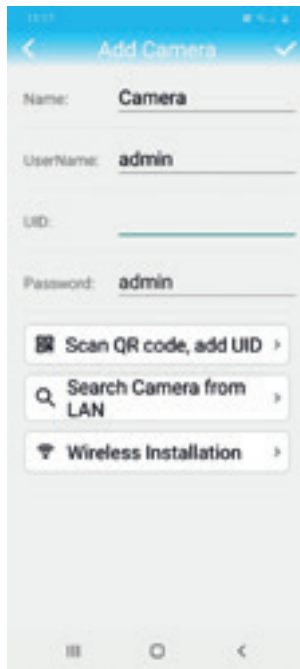 Add Camera
Name: Camera
UserName: admin
UID:
Password: admin
Scan QR code, add UID
Search Camera from
LAN
Wireless Installation